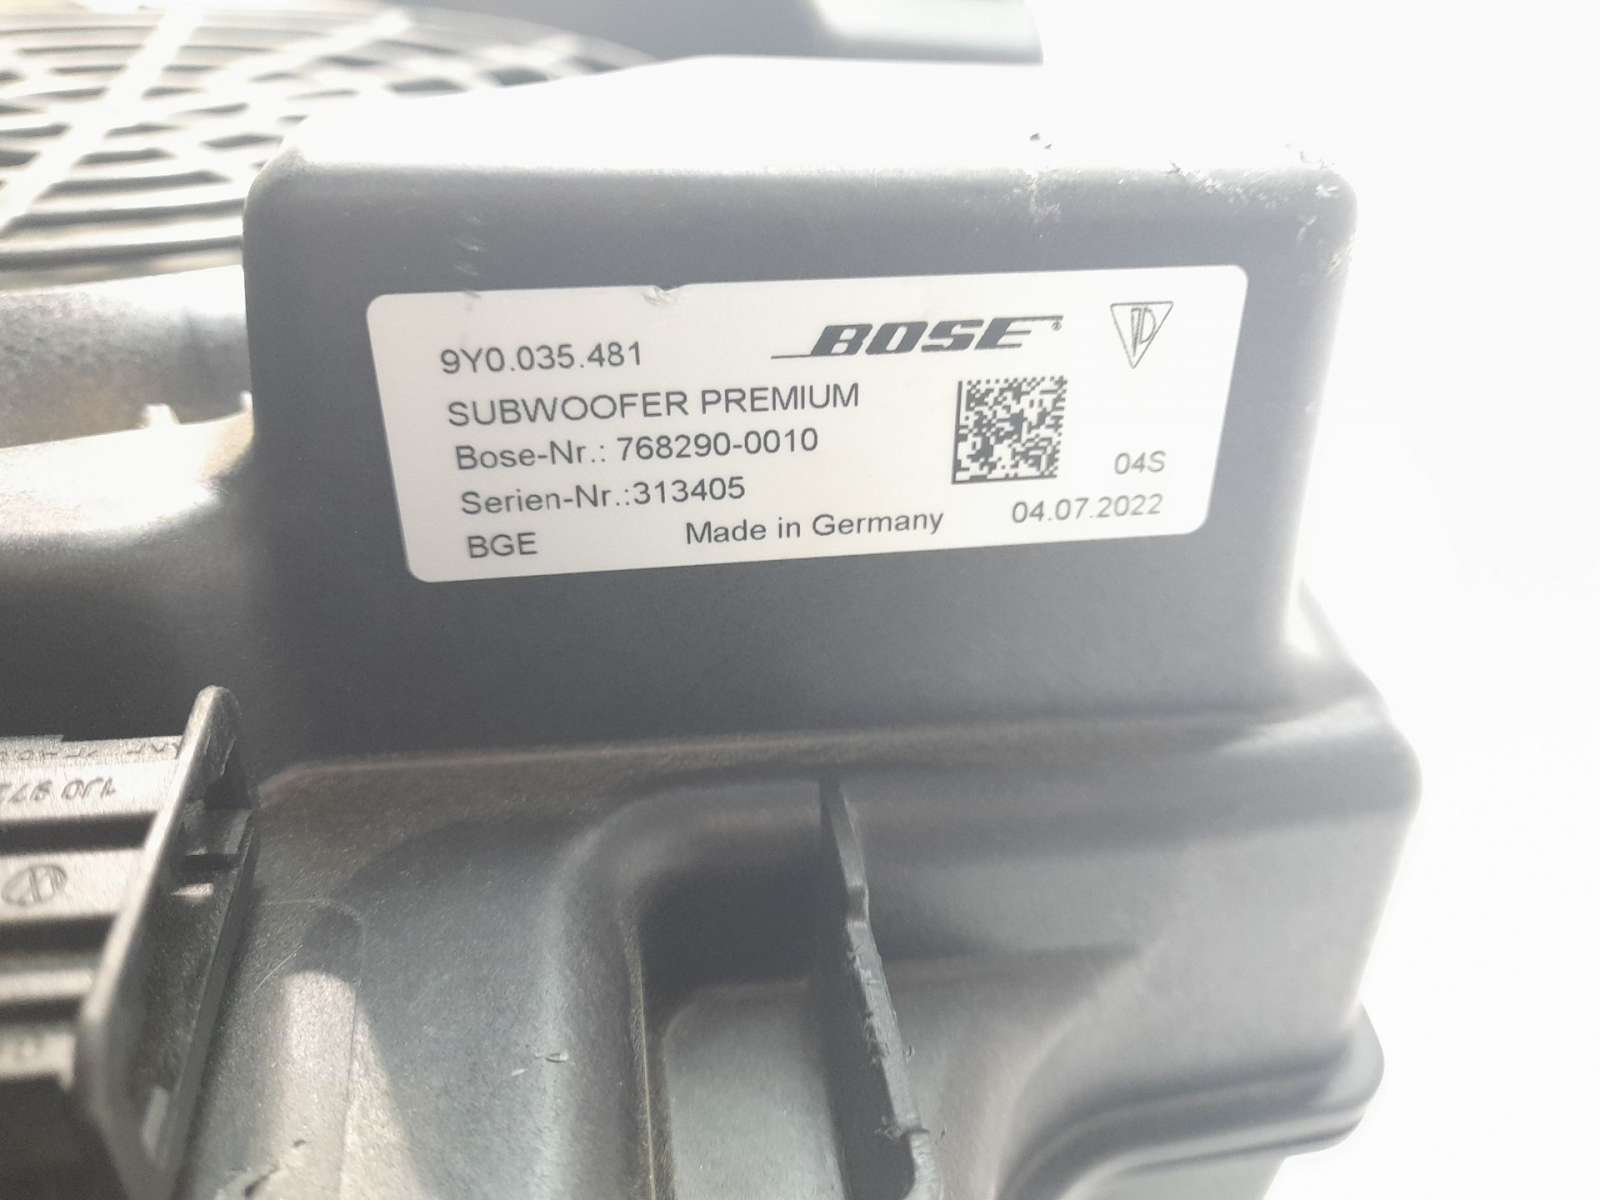 9Y0.035.481
BOSE®
SUBWOOFER PREMIUM
Bose-Nr.: 768290-0010
Serien-Nr.:313405
04S
BGE
Made in Germany
04.07.2022